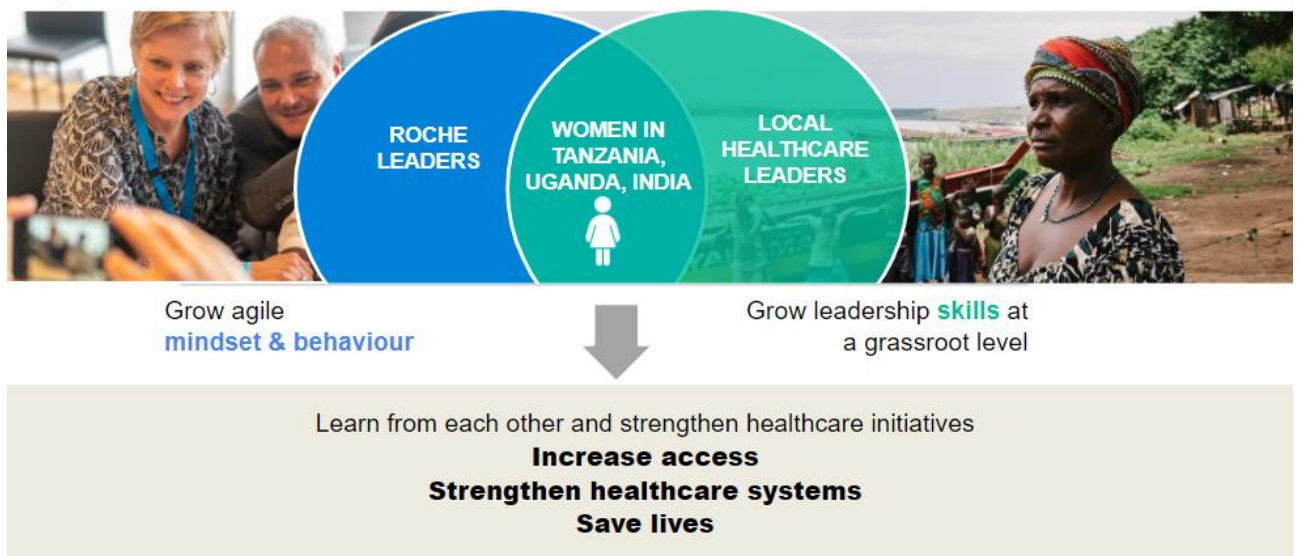 ROCHE
LEADERS
WOMEN IN
TANZANIA,
UGANDA, INDIA
LOCAL
HEALTHCARE
LEADERS
Grow agile
mindset & behaviour
Grow leadership skills at
a grassroot level
Learn from each other and strengthen healthcare initiatives
Increase access
Strengthen healthcare systems
Save lives